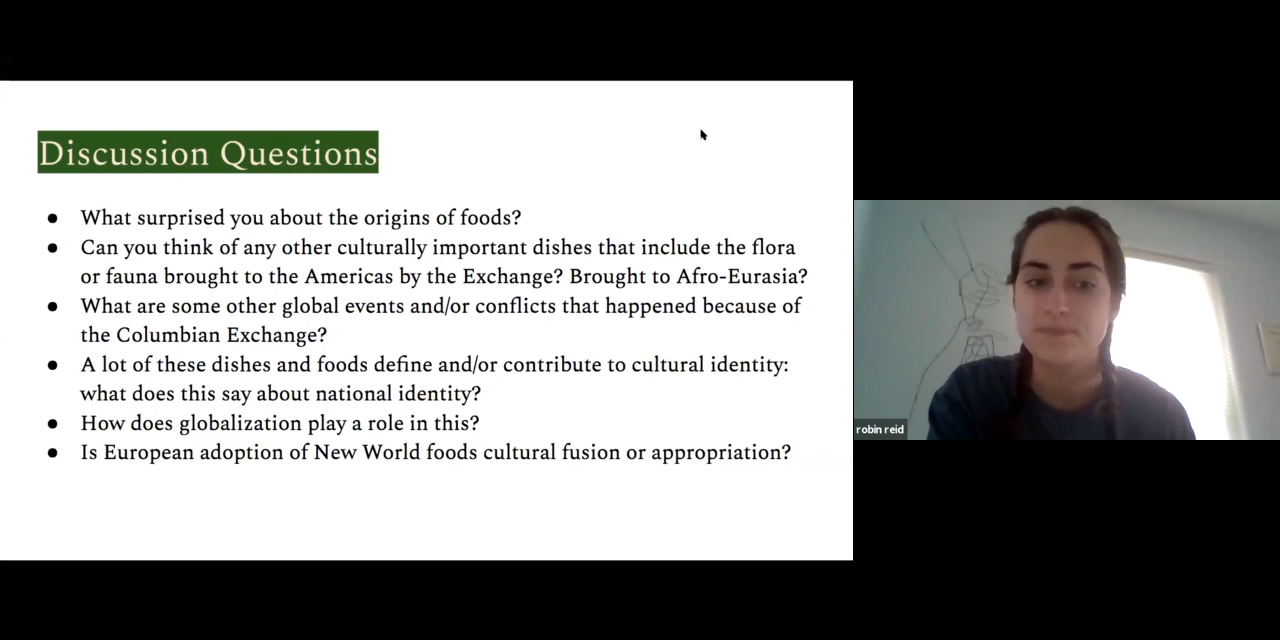 Discussion Questions
● What surprised you about the origins of foods?
● Can you think of any other culturally important dishes that include the flora
or fauna brought to the Americas by the Exchange? Brought to Afro-Eurasia?
● What are some other global events and/or conflicts that happened because of
the Columbian Exchange?
● A lot of these dishes and foods define and/or contribute to cultural identity:
what does this say about national identity?
● How does globalization play a role in this?
● Is European adoption of New World foods cultural fusion or appropriation?
robin reid